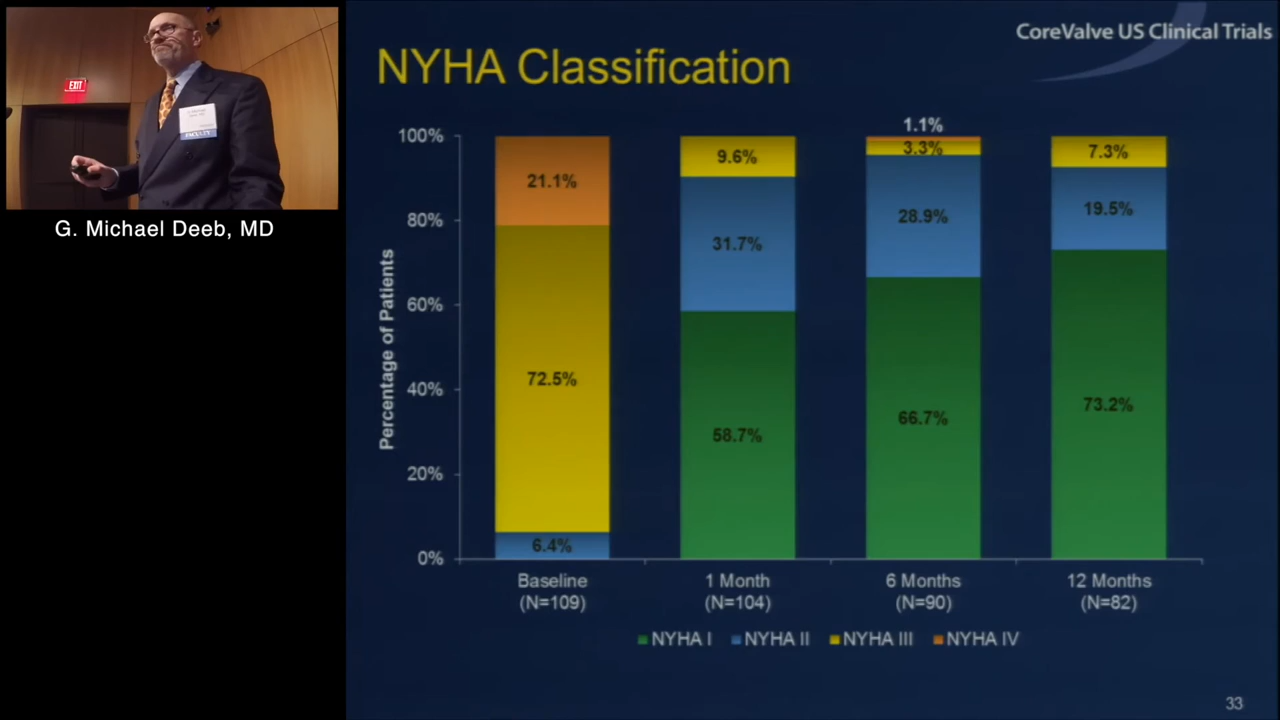 EXIT
FACULTY
G. Michael Deeb, MD
CoreValve US Clinical Trials
NYHA Classification
Percentage of Patients
100%
80%
60%
40%
20%
0%
21.1%
72.5%
6.4%
9.6%
31.7%
58.7%
1.1%
3.3%
28.9%
66.7%
7.3%
19.5%
73.2%
Baseline
(N=109)
1 Month
(N=104)
6 Months
(N=90)
12 Months
(N=82)
NYHA I NYHA II NYHA III NYHA IV
33